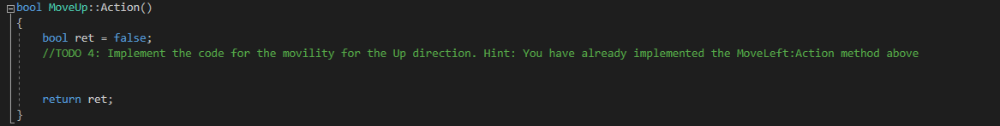 bool MoveUp::Action()
{
bool ret = false;
//TODO 4: Implement the code for the movility for the Up direction. Hint: You have already implemented the MoveLeft:Action method above
return ret;
}